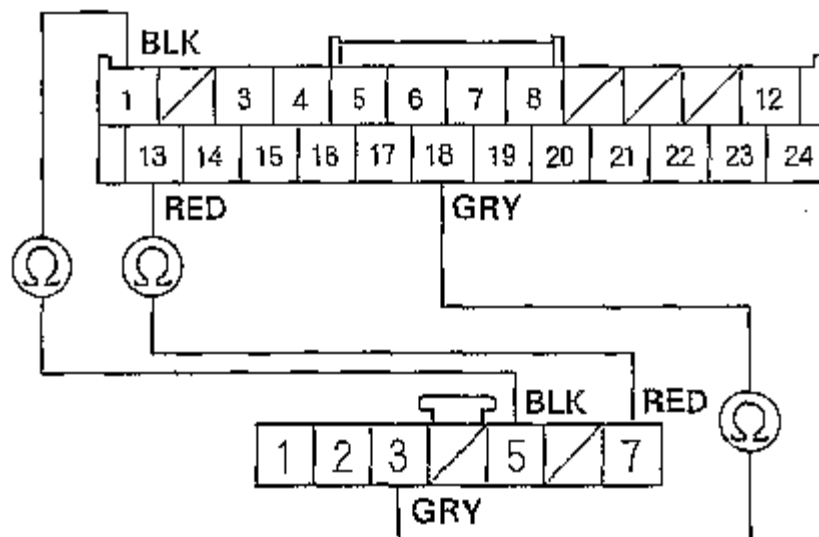 BLK
1 3 4 5 6 7 8 12
13 14 15 16 17 18 19 20 21 22 23 24
RED GRY
Ω Ω
BLK RED
Ω
1 2 3 5 7
GRY